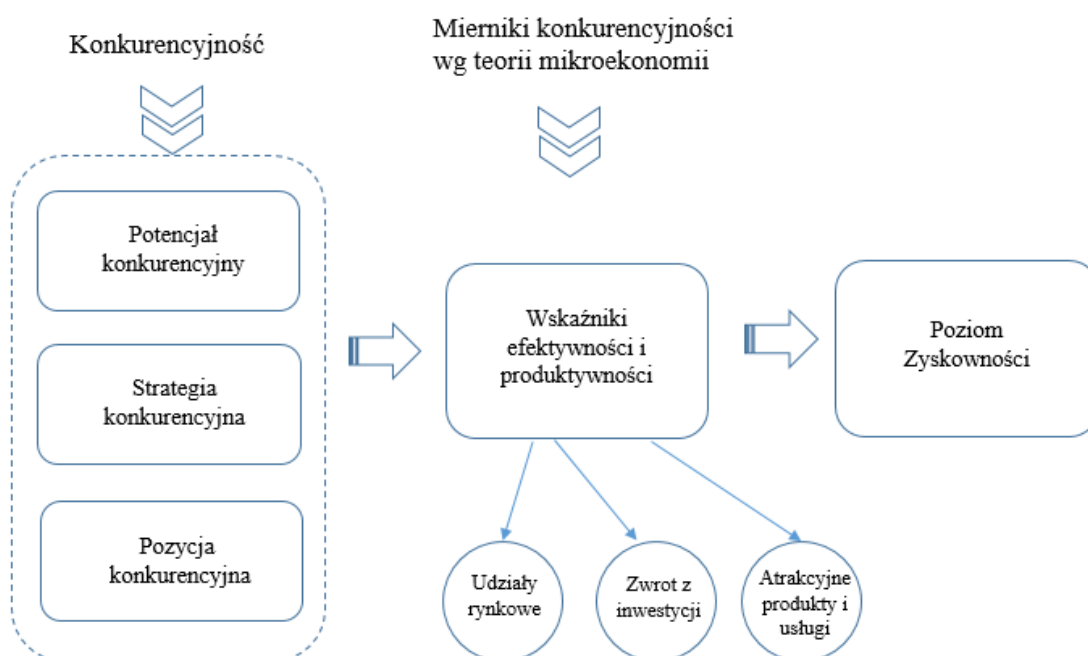 Konkurencyjność
Mierniki konkurencyjności
wg teorii mikroekonomii
Potencjał
konkurencyjny
Strategia
konkurencyjna
Pozycja
konkurencyjna
Wskaźniki
efektywności i
produktywności
Poziom
Zyskowności
Udziały
rynkowe
Zwrot z
inwestycji
Atrakcyjne
produkty i
usługi